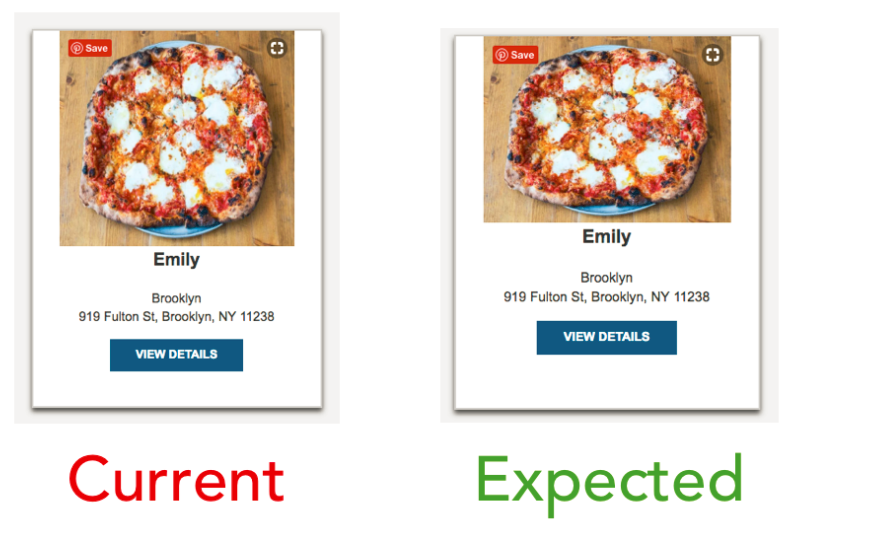 Save
Emily
Brooklyn
919 Fulton St, Brooklyn, NY 11238
VIEW DETAILS
Current
Save
Emily
Brooklyn
919 Fulton St, Brooklyn, NY 11238
VIEW DETAILS
Expected